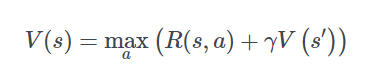 V(s) = max_a (R(s, a) + γV(s′))